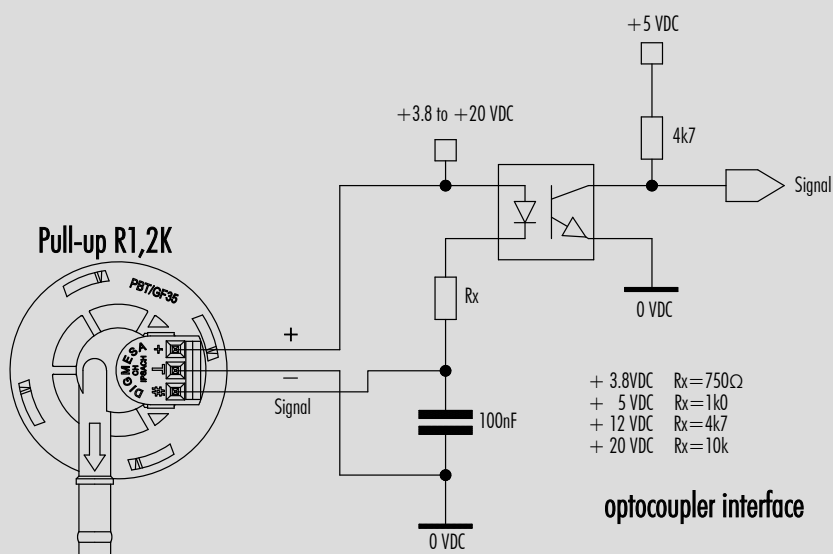 +5 VDC
+3.8 to +20 VDC
4k7
Signal
Pull-up R1,2K
PBT/GF35
Rx
0 VDC
+
DIGMESA
CH
IPSACH
+
⊥
#
−
Signal
100nF
+ 3.8VDC Rx=750Ω
+ 5 VDC Rx=1k0
+ 12 VDC Rx=4k7
+ 20 VDC Rx=10k
optocoupler interface
0 VDC